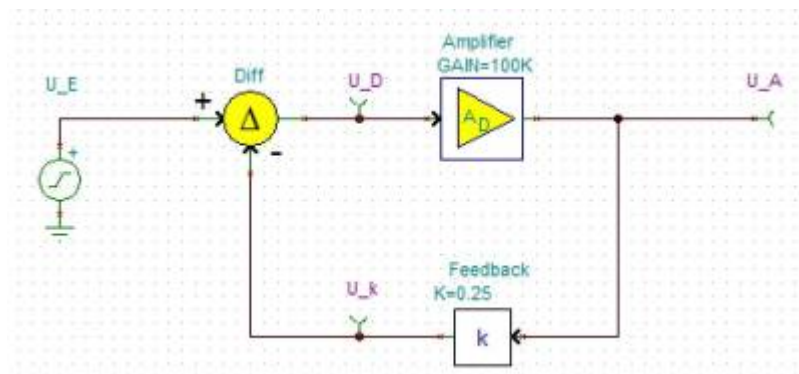 Amplifier
GAIN=100K
U_E
Diff
U_D
U_A
+
Δ
A_D
+
-
Feedback
K=0.25
U_k
k